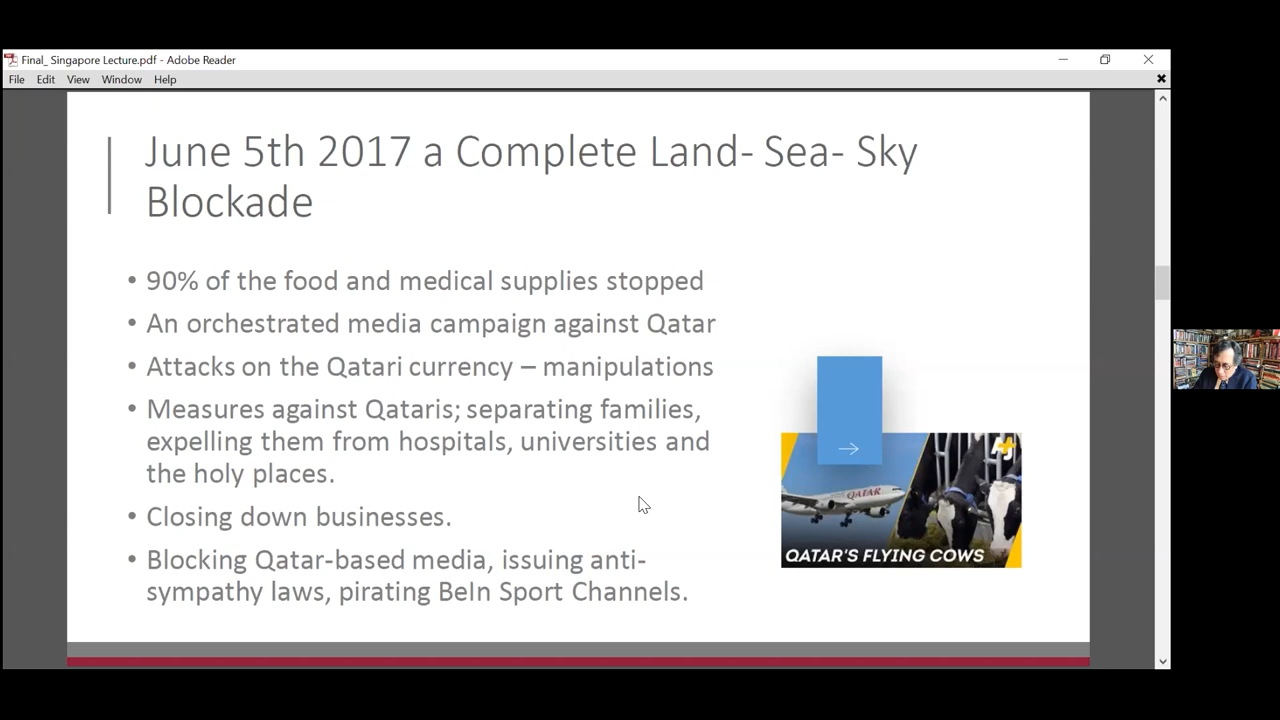 Final_ Singapore Lecture.pdf - Adobe Reader
File Edit View Window Help
June 5th 2017 a Complete Land- Sea- Sky
Blockade
• 90% of the food and medical supplies stopped
• An orchestrated media campaign against Qatar
• Attacks on the Qatari currency – manipulations
• Measures against Qataris; separating families,
expelling them from hospitals, universities and
the holy places.
• Closing down businesses.
• Blocking Qatar-based media, issuing anti-
sympathy laws, pirating BeIn Sport Channels.
AJ+
QATAR
QATAR'S FLYING COWS